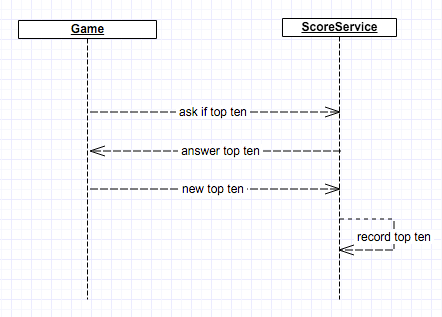 Game
ScoreService
ask if top ten
answer top ten
new top ten
record top ten